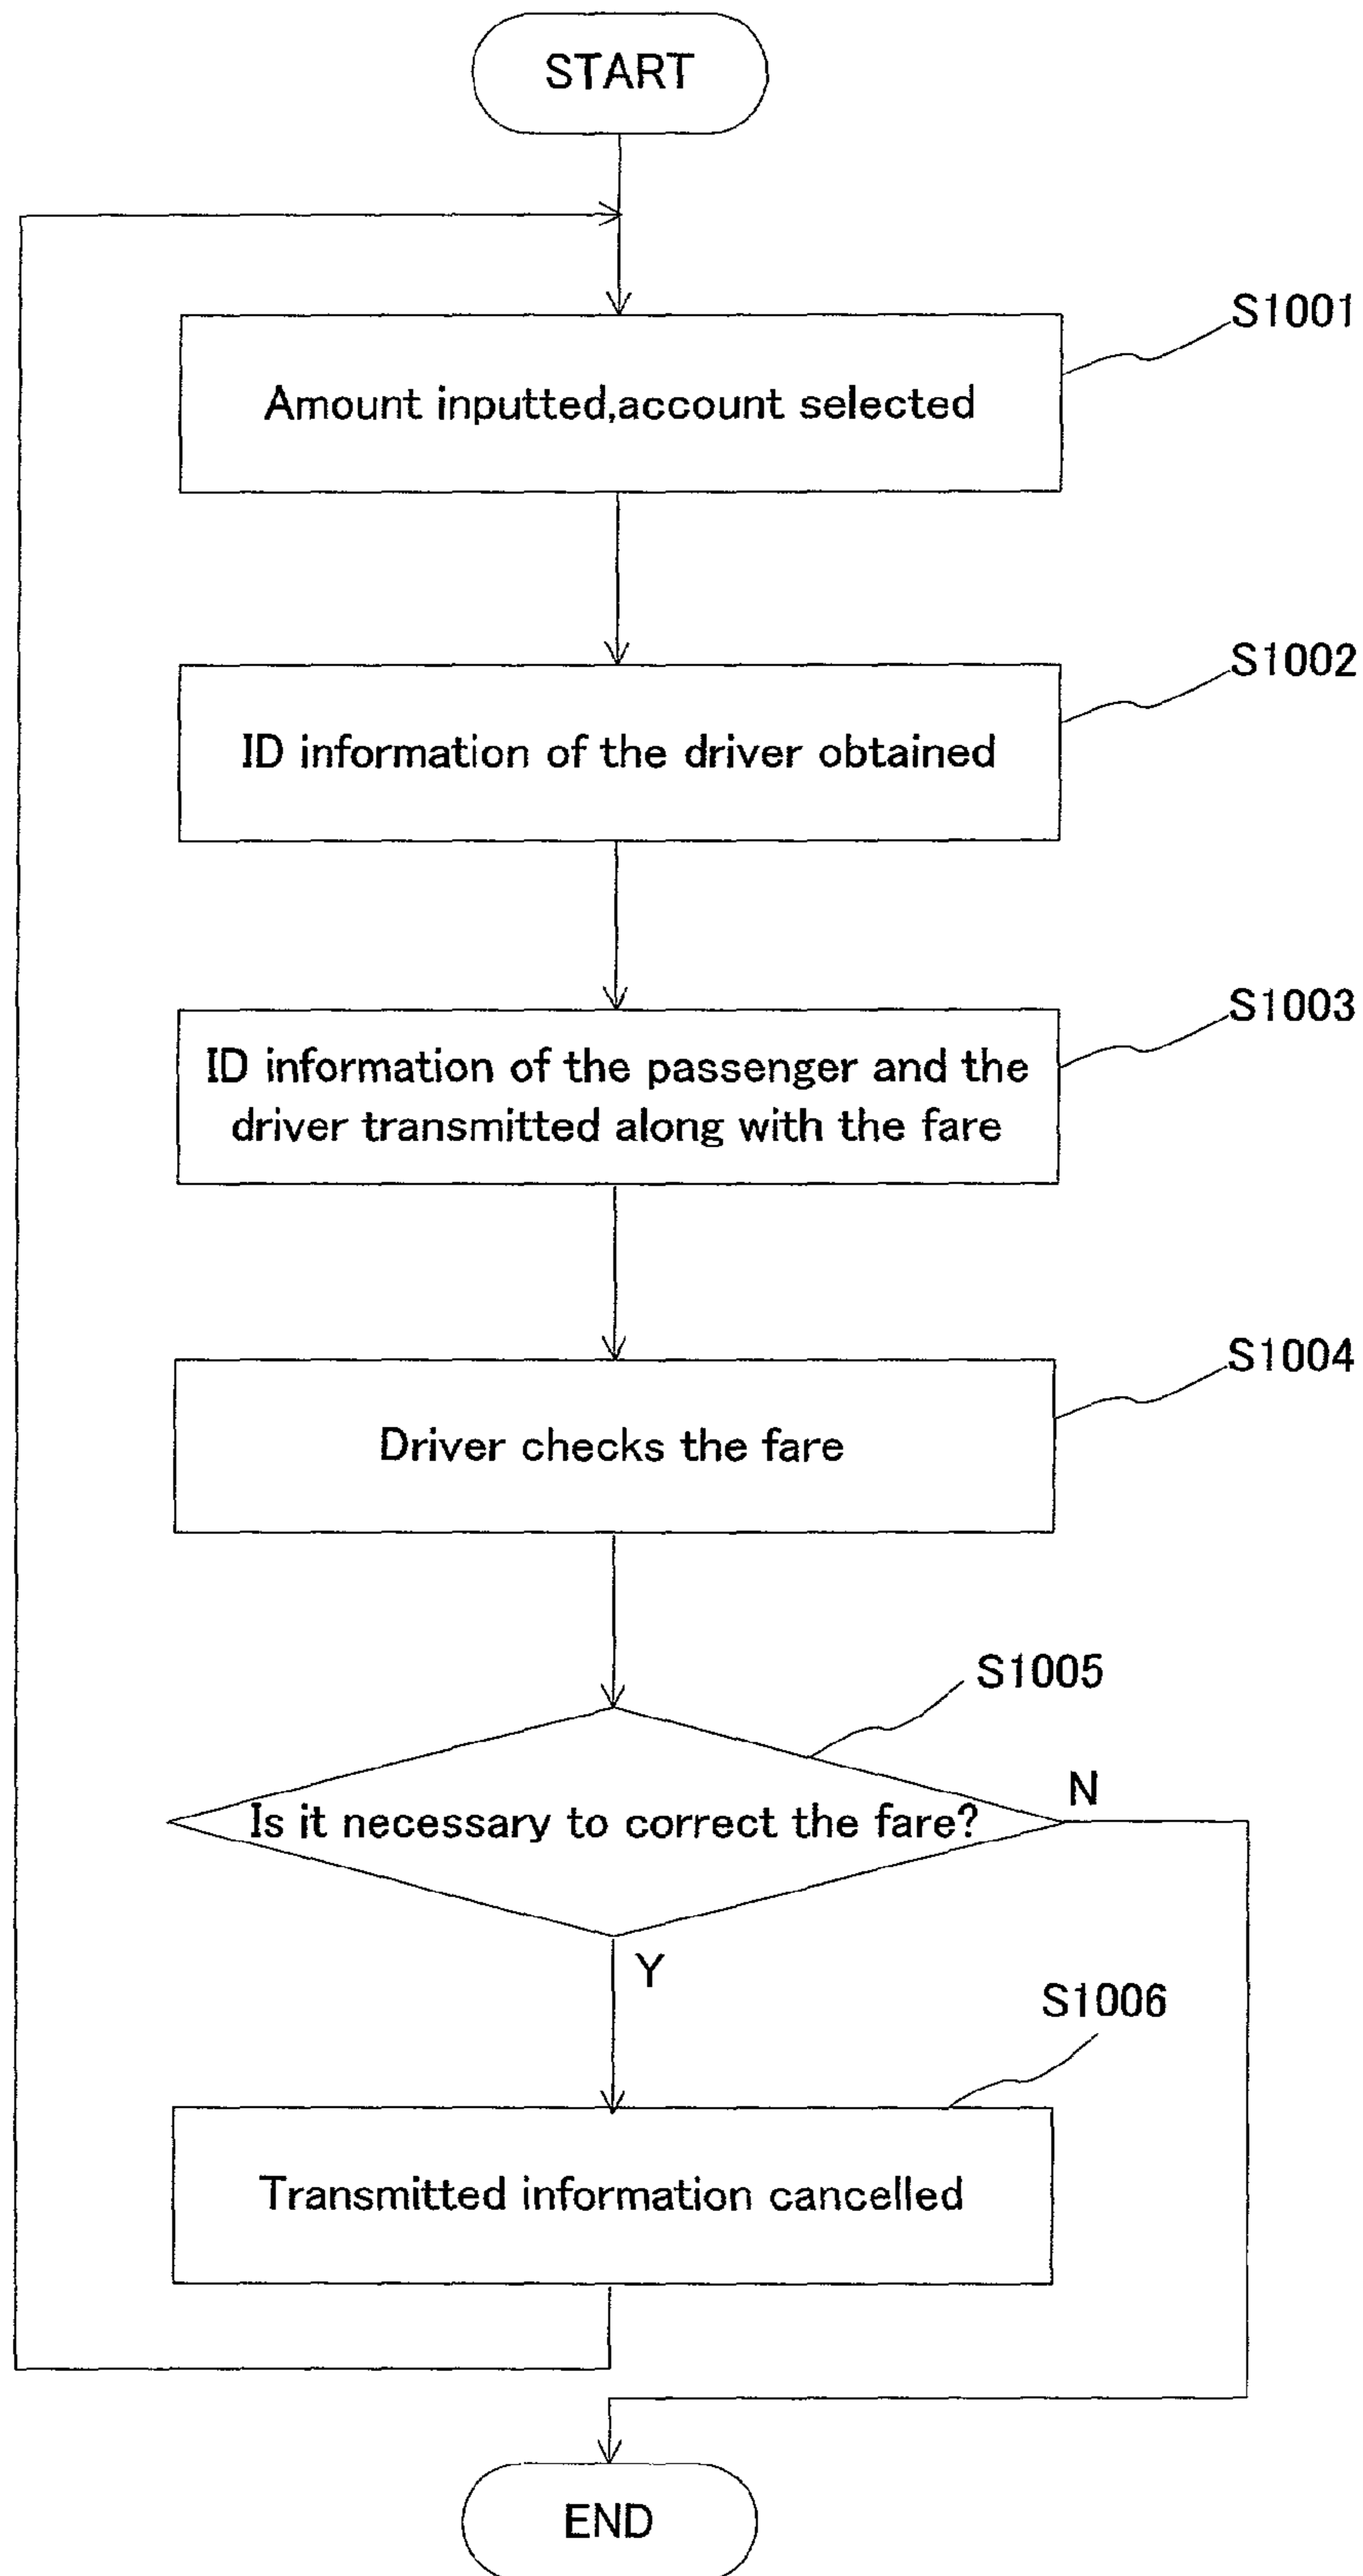 START
S1001
Amount inputted,account selected
S1002
ID information of the driver obtained
S1003
ID information of the passenger and the
driver transmitted along with the fare
S1004
Driver checks the fare
S1005
Is it necessary to correct the fare?
N
Y
S1006
Transmitted information cancelled
END